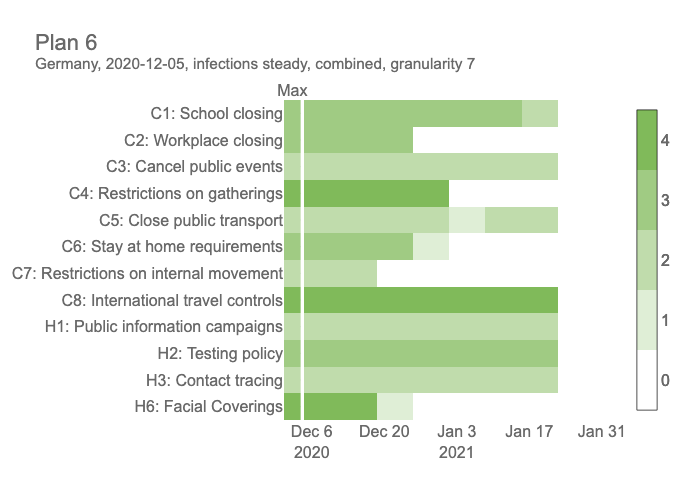 Plan 6
Germany, 2020-12-05, infections steady, combined, granularity 7
Max
C1: School closing
C2: Workplace closing
C3: Cancel public events
C4: Restrictions on gatherings
C5: Close public transport
C6: Stay at home requirements
C7: Restrictions on internal movement
C8: International travel controls
H1: Public information campaigns
H2: Testing policy
H3: Contact tracing
H6: Facial Coverings
Dec 6 Dec 20 Jan 3 Jan 17 Jan 31
2020 2021
4
3
2
1
0